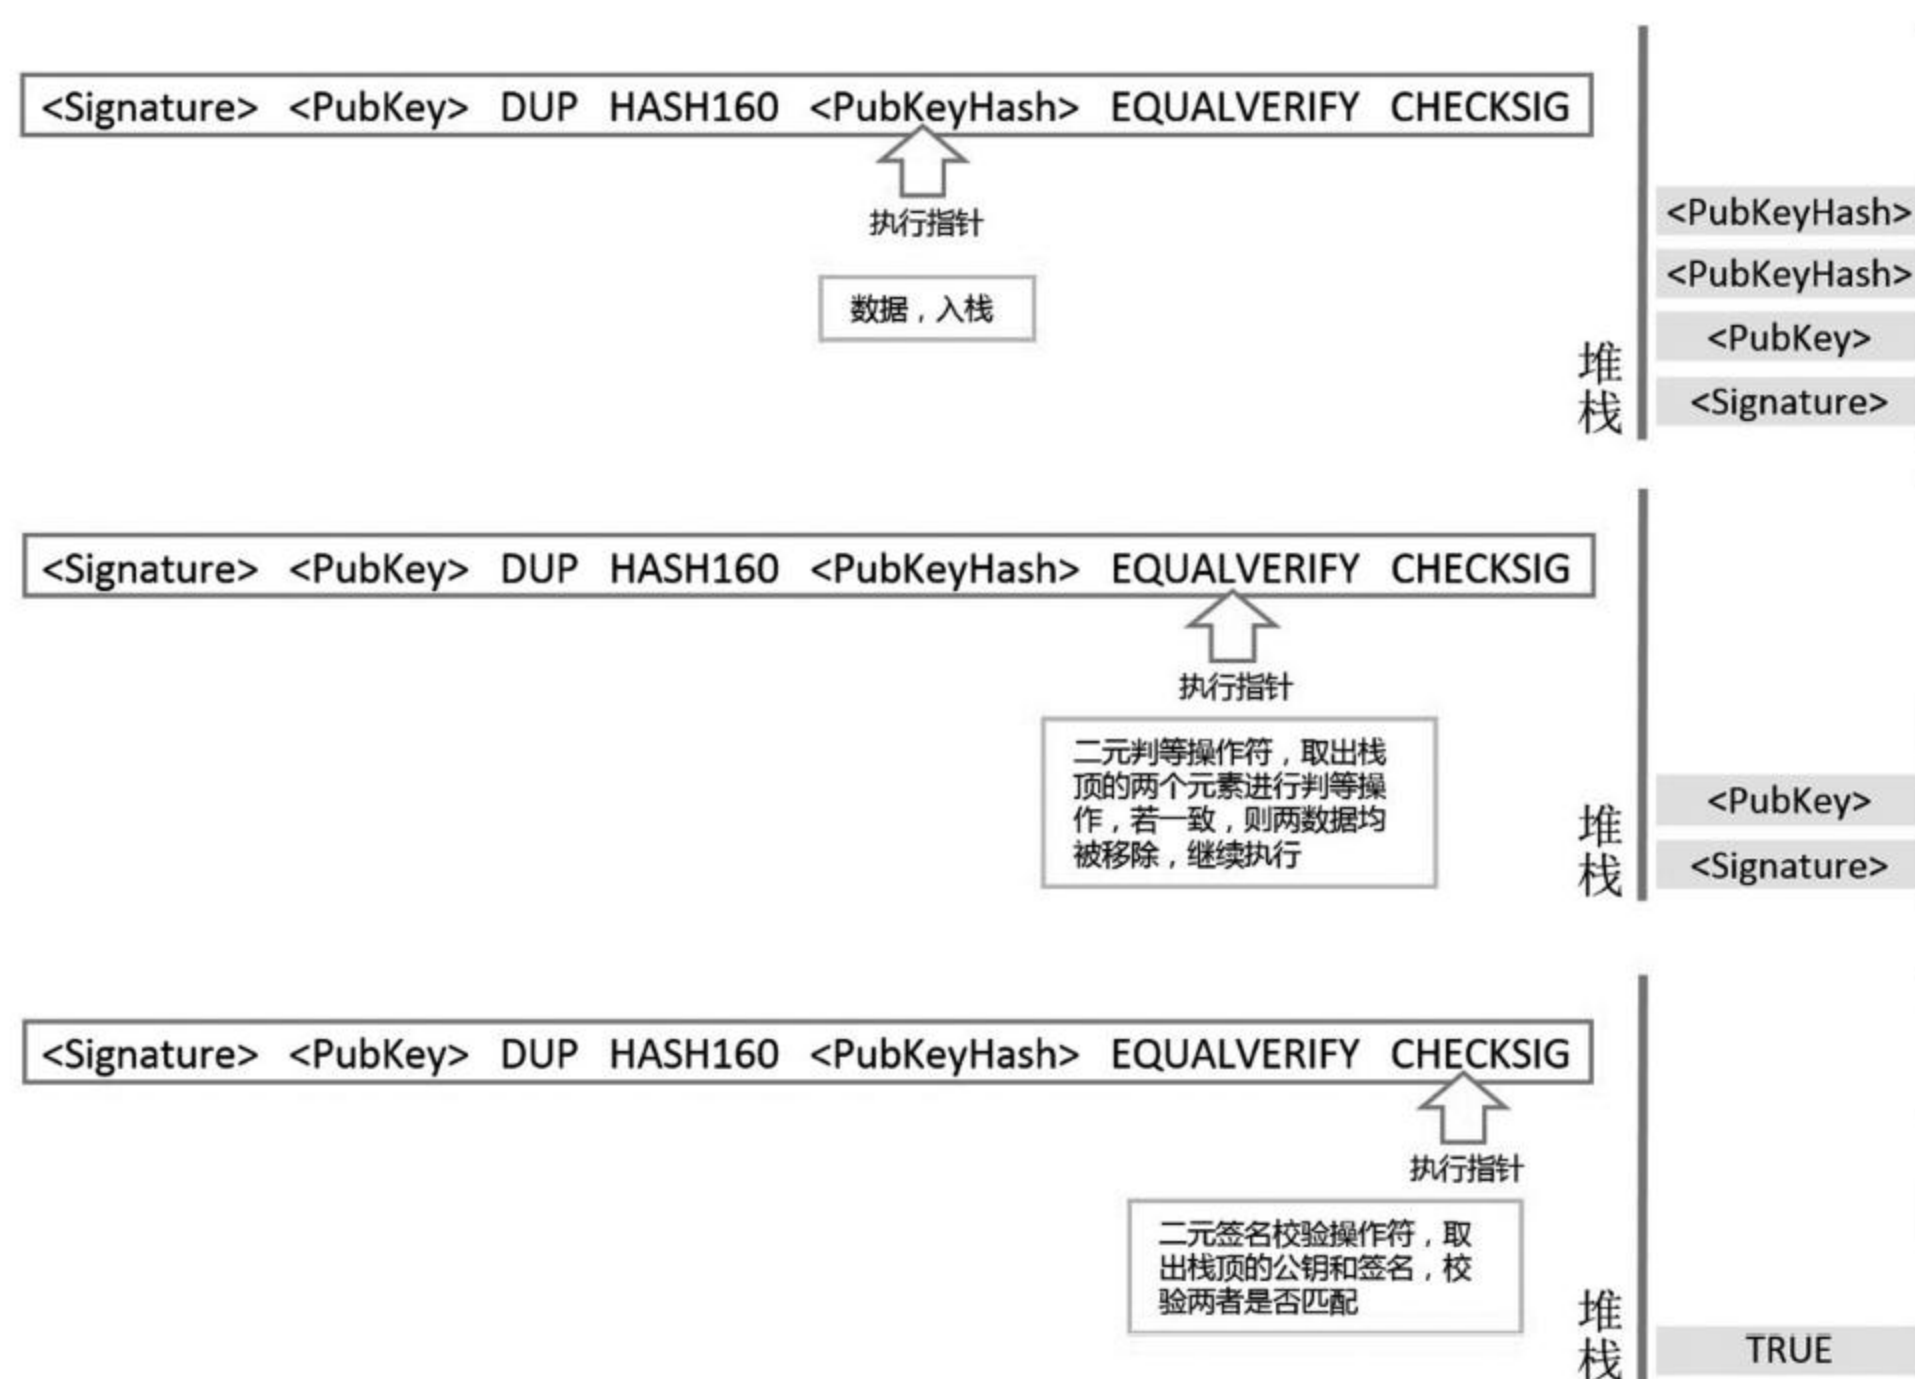 <Signature> <PubKey> DUP HASH160 <PubKeyHash> EQUALVERIFY CHECKSIG
执行指针
数据，入栈
<PubKeyHash>
<PubKeyHash>
<PubKey>
<Signature>
堆
栈
<Signature> <PubKey> DUP HASH160 <PubKeyHash> EQUALVERIFY CHECKSIG
执行指针
二元判等操作符，取出栈
顶的两个元素进行判等操
作，若一致，则两数据均
被移除，继续执行
<PubKey>
<Signature>
堆
栈
<Signature> <PubKey> DUP HASH160 <PubKeyHash> EQUALVERIFY CHECKSIG
执行指针
二元签名校验操作符，取
出栈顶的公钥和签名，校
验两者是否匹配
堆
栈
TRUE